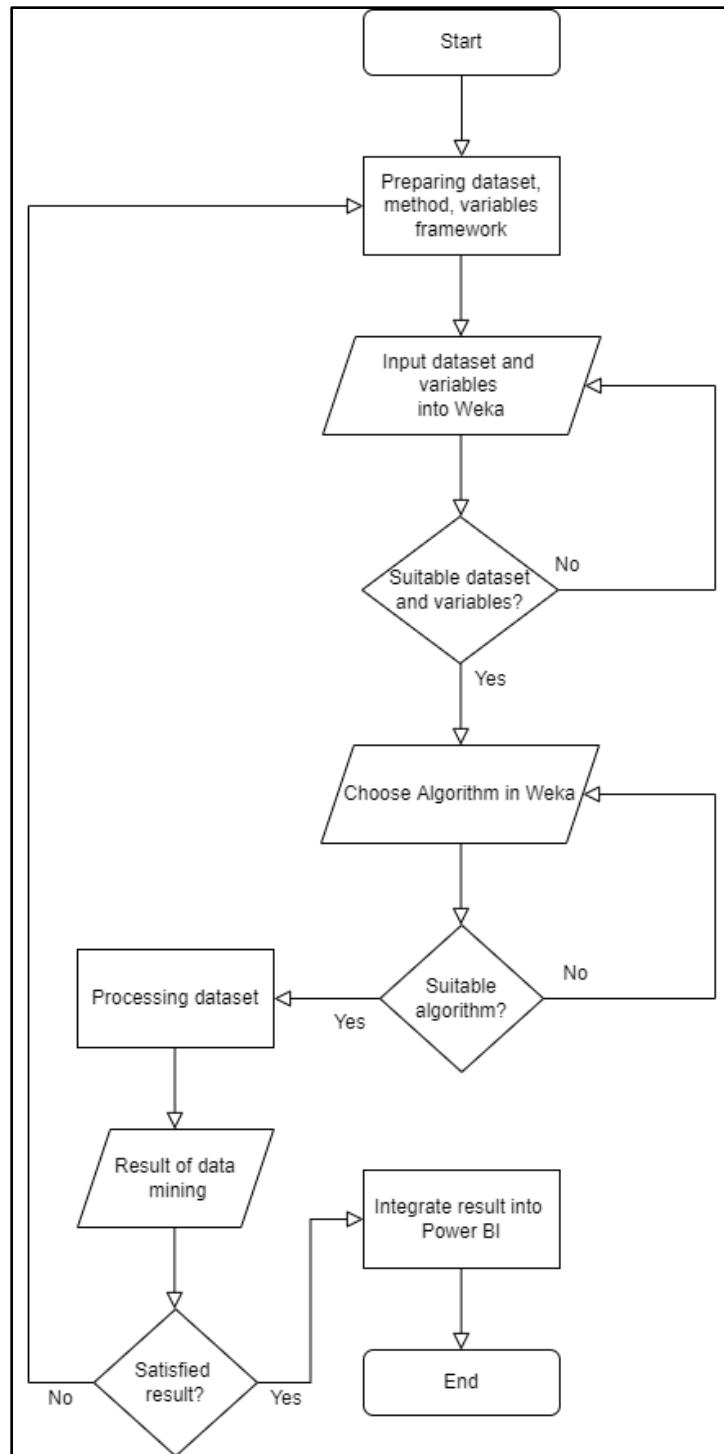 Start
Preparing dataset,
method, variables
framework
Input dataset and
variables
into Weka
Suitable dataset
and variables?
No
Yes
Choose Algorithm in Weka
Suitable
algorithm?
No
Yes
Processing dataset
Result of data
mining
Satisfied
result?
No
Yes
Integrate result into
Power BI
End